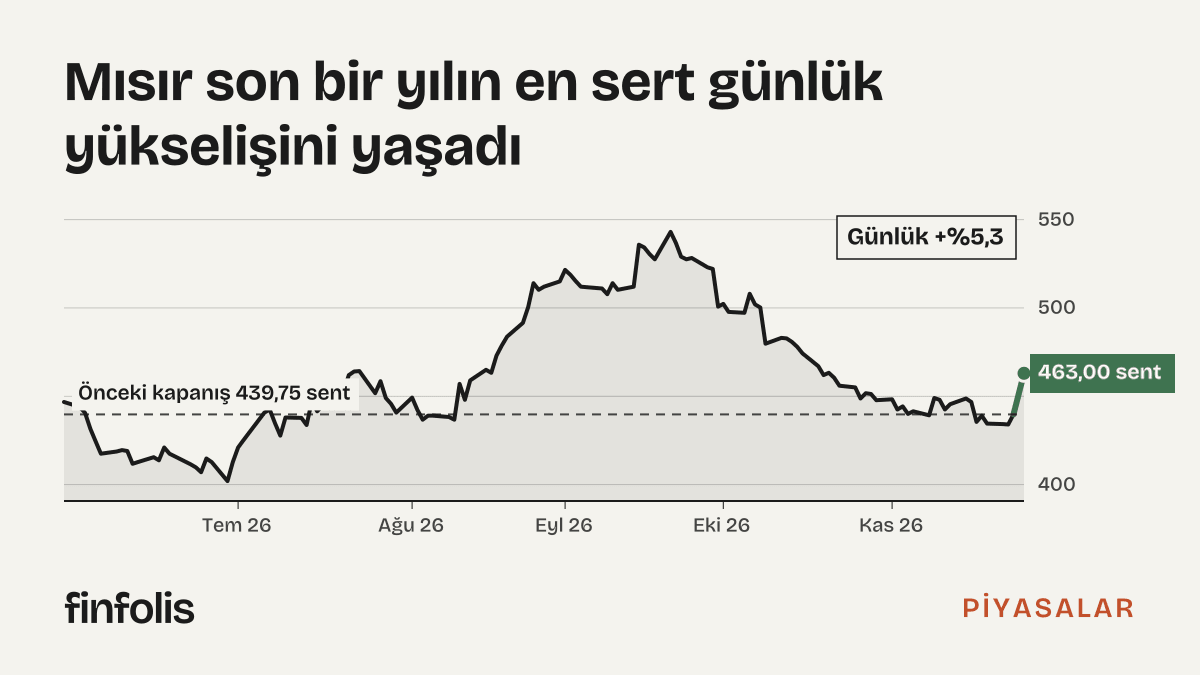 Mısır son bir yılın en sert günlük
yükselişini yaşadı
550
Günlük +%5,3
500
463,00 sent
Önceki kapanış 439,75 sent
400
Tem 26
Ağu 26
Eyl 26
Eki 26
Kas 26
finfolis
PİYASALAR